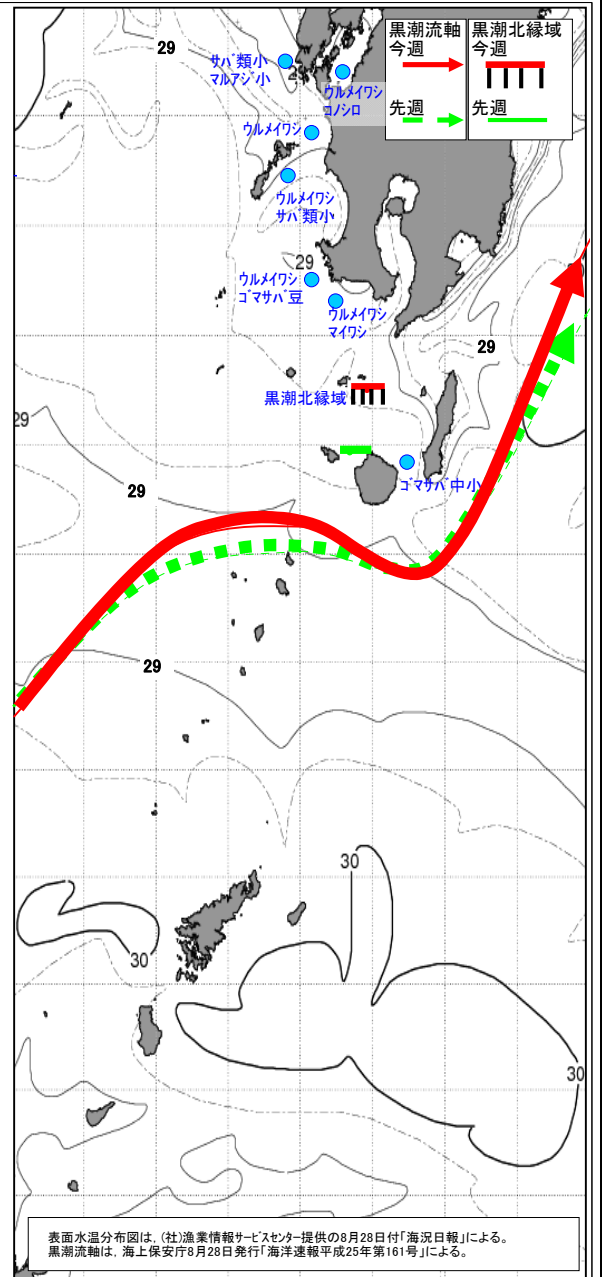 黒潮流軸
今週
先週
黒潮北縁域
今週
先週
29
サバ類小
マルアジ小
29
ウルメイワシ
コノシロ
ウルメイワシ
ウルメイワシ
サバ類小
29
ウルメイワシ
ゴマサバ豆
ウルメイワシ
マイワシ
29
黒潮北縁域
29
ゴマサバ中小
29
29
30
30
30
表面水温分布図は，(社)漁業情報サービスセンター提供の8月28日付「海況日報」による。
黒潮流軸は，海上保安庁8月28日発行「海洋速報平成25年第161号」による。